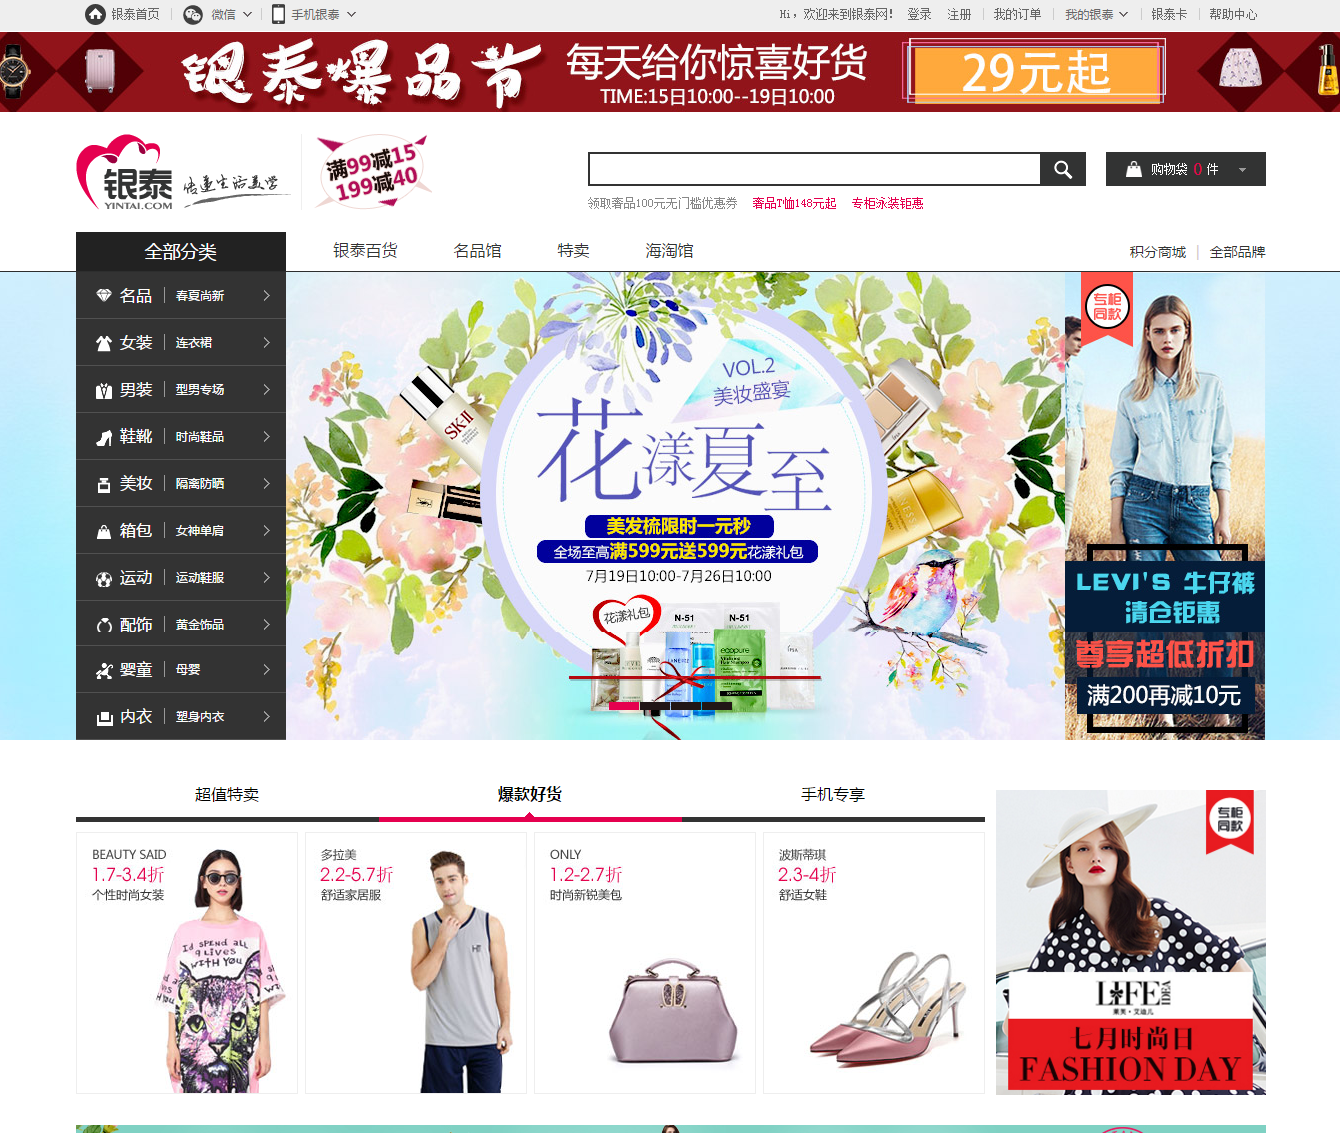 银泰首页 微信 手机银泰 Hi，欢迎来到银泰网! 登录 注册 我的订单 我的银泰 银泰卡 帮助中心
银泰爆品节 每天给你惊喜好货 29元起
TIME:15日10:00--19日10:00
银泰 传递生活美学
YINTAI.COM
满99减15
199减40
购物袋 0 件
领取奢品100元无门槛优惠券 奢品T恤148元起 专柜泳装钜惠
全部分类 银泰百货 名品馆 特卖 海淘馆 积分商城 全部品牌
名品 春夏尚新
女装 连衣裙
男装 型男专场
鞋靴 时尚鞋品
美妆 隔离防晒
箱包 女神单肩
运动 运动鞋服
配饰 黄金饰品
婴童 母婴
内衣 塑身内衣
VOL.2
美妆盛宴
SK-II
花漾夏至
美发梳限时一元秒
全场至高满599元送599元花漾礼包
7月19日10:00-7月26日10:00
花漾礼包
N-51 N-51
ecopure
LANEIGE
专柜
同款
LEVI'S 牛仔裤
清仓钜惠
尊享超低折扣
满200再减10元
超值特卖 爆款好货 手机专享
BEAUTY SAID
1.7-3.4折
个性时尚女装
Id SPEND all
9 LIVES
WITH YOU
多拉美
2.2-5.7折
舒适家居服
ONLY
1.2-2.7折
时尚新锐美包
波斯蒂琪
2.3-4折
舒适女鞋
专柜
同款
LIFE IDEA
莱芙·艾迪儿
七月时尚日
FASHION DAY